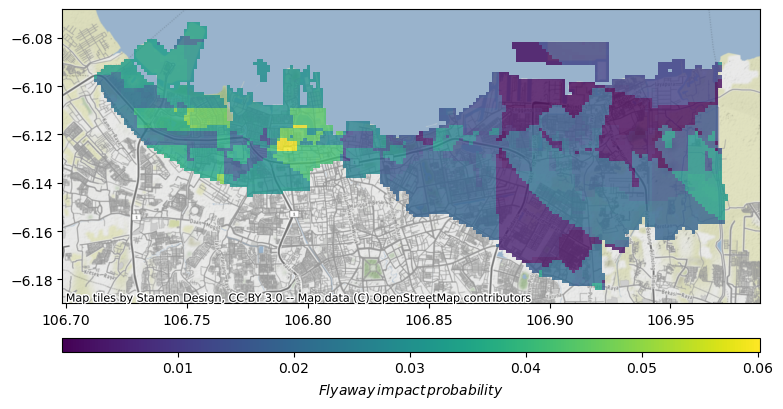 −6.08
−6.10
−6.12
−6.14
−6.16
−6.18
Map tiles by Stamen Design, CC BY 3.0 -- Map data (C) OpenStreetMap contributors
106.70 106.75 106.80 106.85 106.90 106.95
0.01 0.02 0.03 0.04 0.05 0.06
Flyaway impact probability